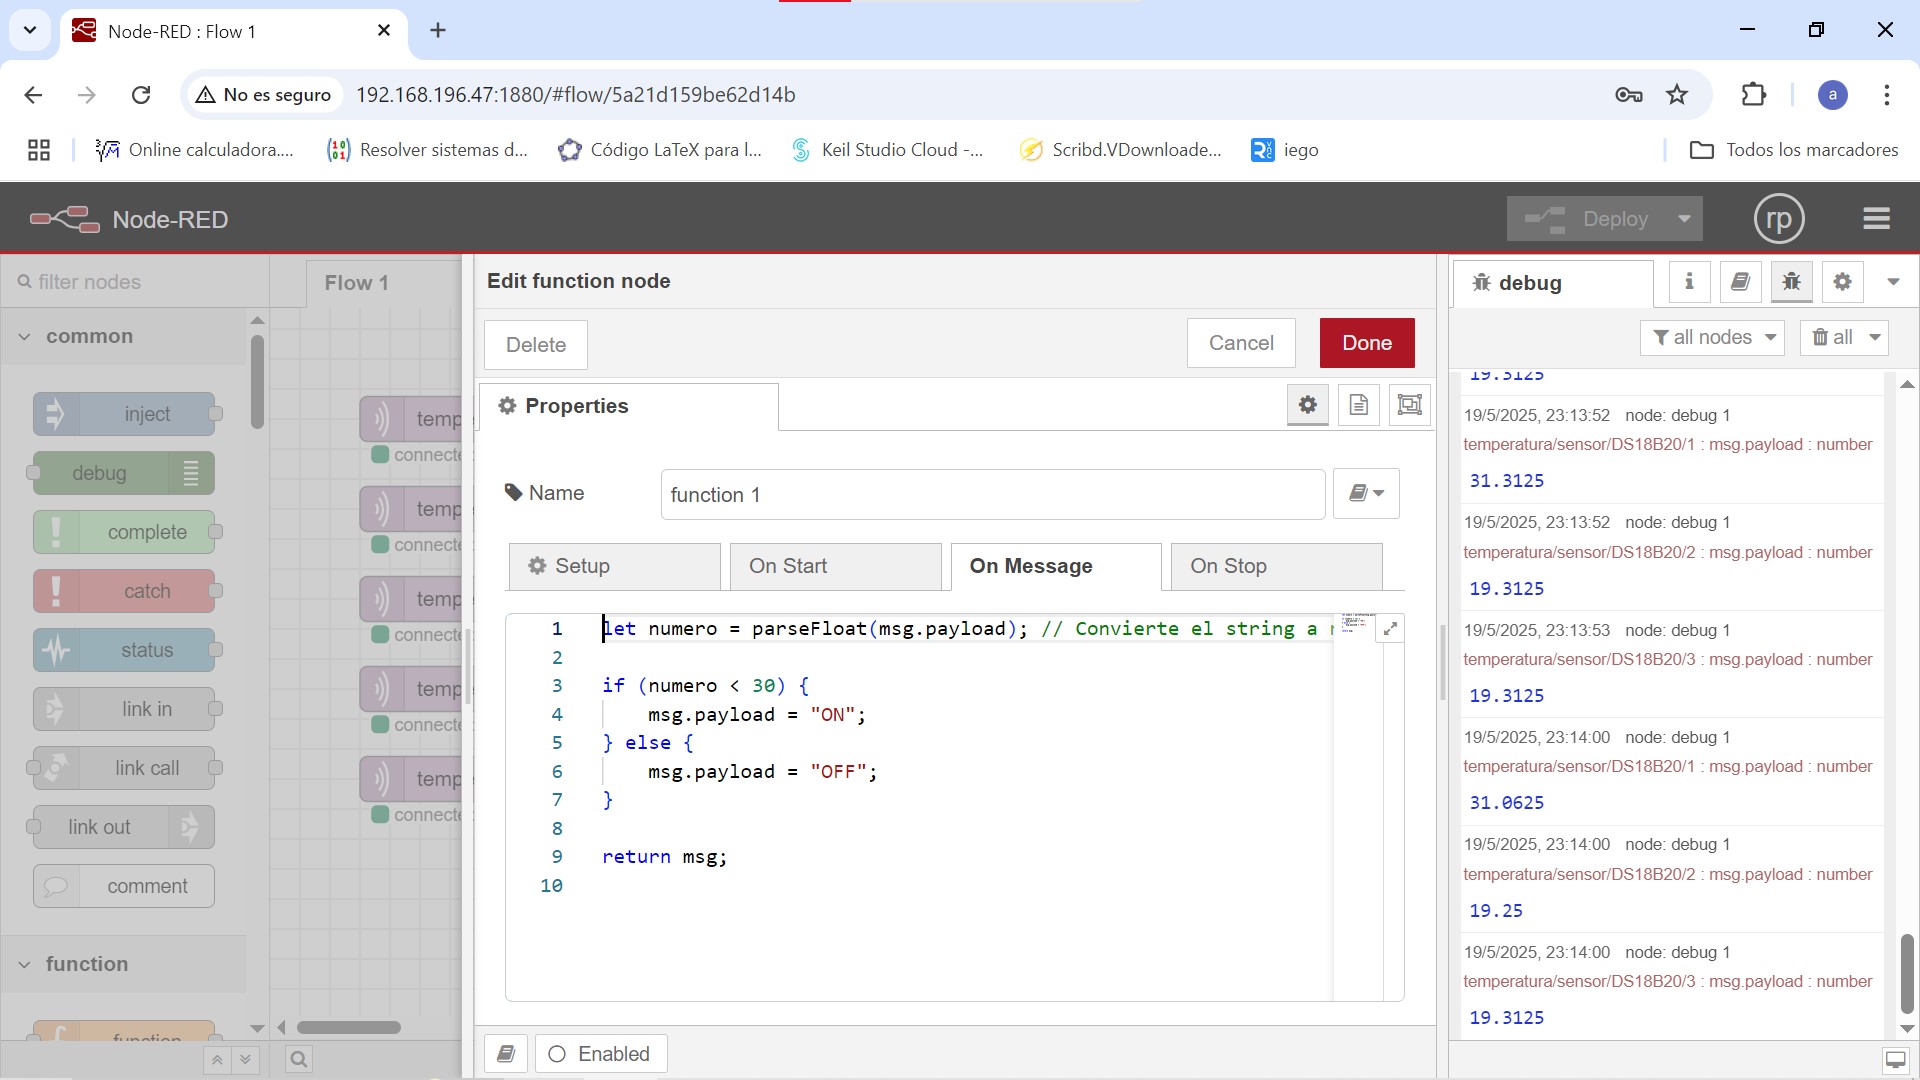 Node-RED : Flow 1
No es seguro
192.168.196.47:1880/#flow/5a21d159be62d14b
a
Online calculadora....
Resolver sistemas d...
Código LaTeX para l...
Keil Studio Cloud -...
Scribd.VDownloade...
iego
Todos los marcadores
Node-RED
Deploy
rp
filter nodes
Flow 1
common
inject
debug
complete
catch
status
link in
link call
link out
comment
function
function
temp
connecte
temp
connecte
temp
connecte
temp
connecte
temp
connecte
Edit function node
Delete
Cancel
Done
Properties
Name
function 1
Setup
On Start
On Message
On Stop
1 let numero = parseFloat(msg.payload); // Convierte el string a
2
3 if (numero < 30) {
4 msg.payload = "ON";
5 } else {
6 msg.payload = "OFF";
7 }
8
9 return msg;
10
Enabled
debug
all nodes
all
19.3125
19/5/2025, 23:13:52 node: debug 1
temperatura/sensor/DS18B20/1 : msg.payload : number
31.3125
19/5/2025, 23:13:52 node: debug 1
temperatura/sensor/DS18B20/2 : msg.payload : number
19.3125
19/5/2025, 23:13:53 node: debug 1
temperatura/sensor/DS18B20/3 : msg.payload : number
19.3125
19/5/2025, 23:14:00 node: debug 1
temperatura/sensor/DS18B20/1 : msg.payload : number
31.0625
19/5/2025, 23:14:00 node: debug 1
temperatura/sensor/DS18B20/2 : msg.payload : number
19.25
19/5/2025, 23:14:00 node: debug 1
temperatura/sensor/DS18B20/3 : msg.payload : number
19.3125